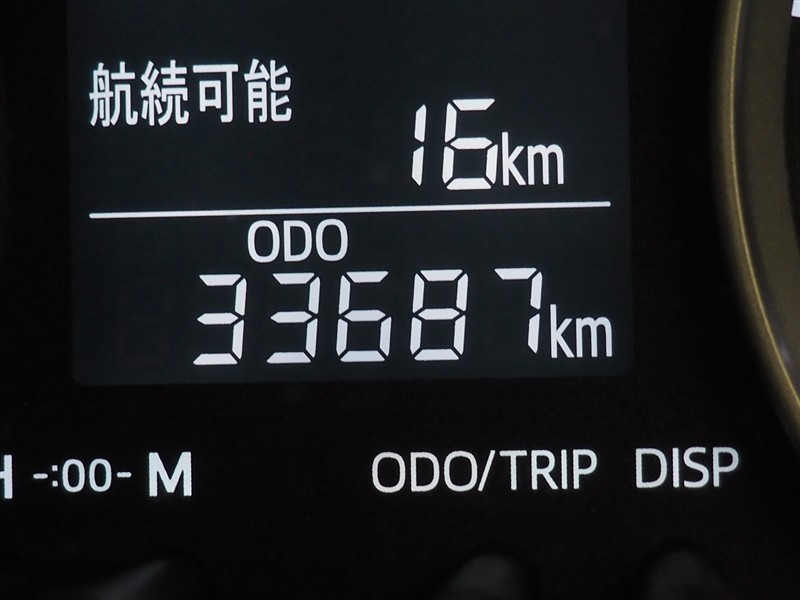 航続可能
16km
ODO
33687km
H -:00- M ODO/TRIP DISP